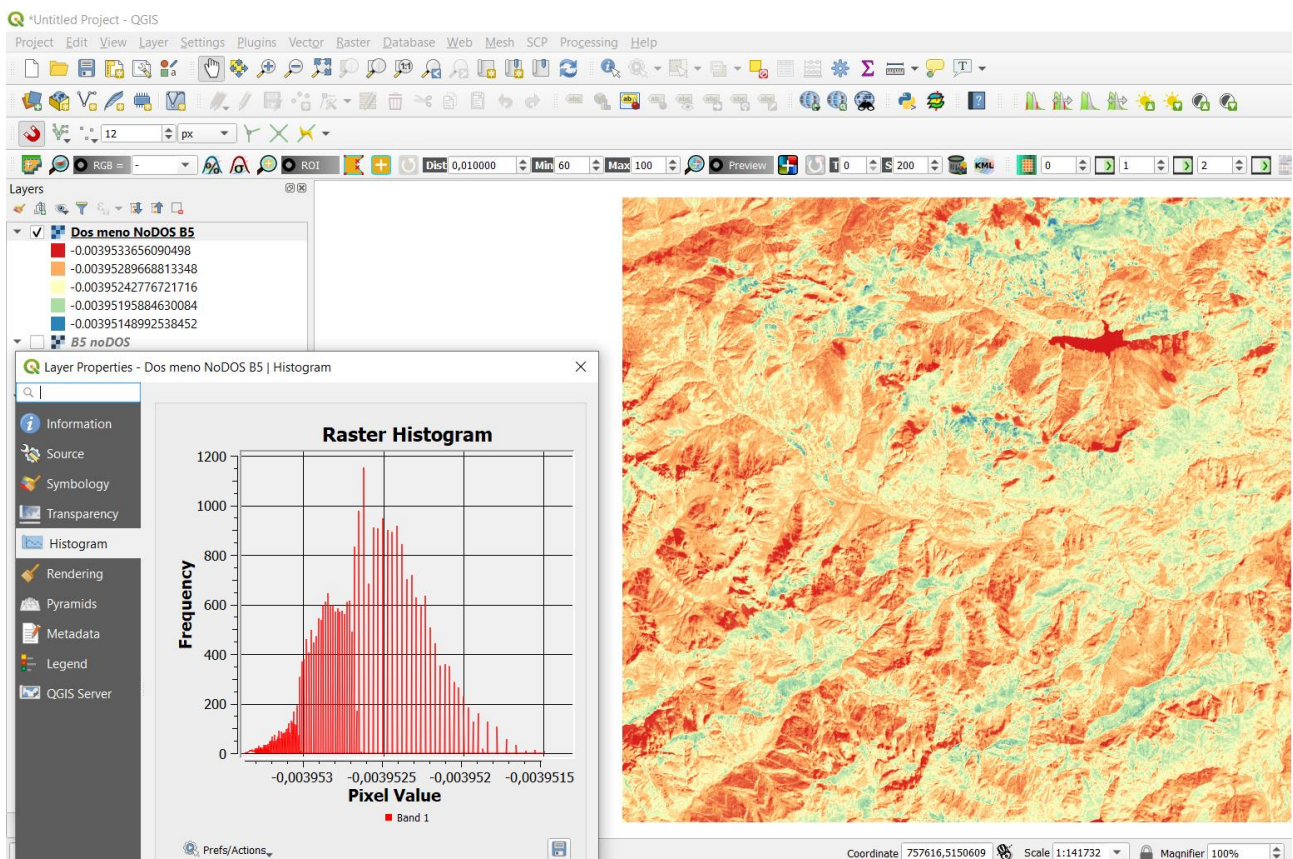 *Untitled Project - QGIS
Project Edit View Layer Settings Plugins Vector Raster Database Web Mesh SCP Processing Help
12 px
RGB = - ROI Dist 0,010000 Min 60 Max 100 Preview T 0 S 200 KML 0 1 2
Layers
Dos meno NoDOS B5
-0.0039533656090498
-0.00395289668813348
-0.00395242776721716
-0.00395195884630084
-0.00395148992538452
B5 noDOS
Layer Properties - Dos meno NoDOS B5 | Histogram
Information
Source
Symbology
Transparency
Histogram
Rendering
Pyramids
Metadata
Legend
QGIS Server
Raster Histogram
Frequency
1200
1000
800
600
400
200
0
-0,003953 -0,0039525 -0,003952 -0,0039515
Pixel Value
Band 1
Prefs/Actions
Coordinate 757616,5150609 Scale 1:141732 Magnifier 100%